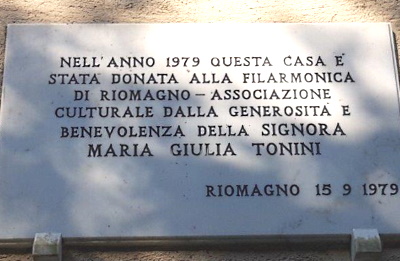 NELL'ANNO 1979 QUESTA CASA E'
STATA DONATA ALLA FILARMONICA
DI RIOMAGNO - ASSOCIAZIONE
CULTURALE DALLA GENEROSITÀ E
BENEVOLENZA DELLA SIGNORA
MARIA GIULIA TONINI
RIOMAGNO 15 9 1979